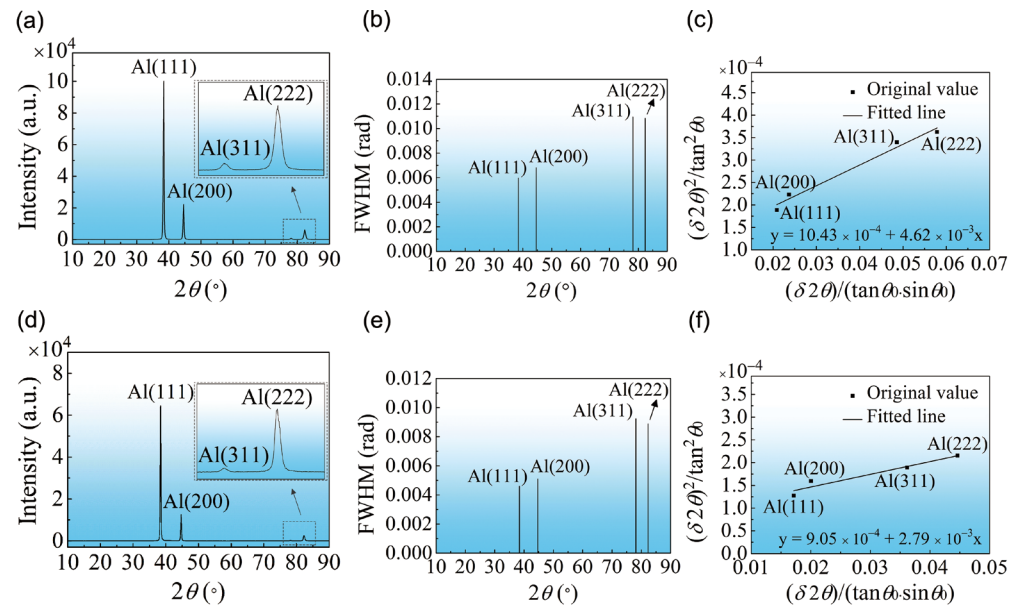 (a)
×10⁴
12
10
8
6
4
2
0
Intensity (a.u.)
Al(111)
Al(200)
Al(222)
Al(311)
10 20 30 40 50 60 70 80 90
2θ (°)
(b)
0.014
0.012
0.010
0.008
0.006
0.004
0.002
0.000
FWHM (rad)
Al(222)
Al(311)
Al(111)
Al(200)
10 20 30 40 50 60 70 80 90
2θ (°)
(c)
×10⁻⁴
5.0
4.5
4.0
3.5
3.0
2.5
2.0
1.5
1.0
(δ2θ)²/tan²θ₀
Original value
Fitted line
Al(311)
Al(222)
Al(200)
Al(111)
y = 10.43 × 10⁻⁴ + 4.62 × 10⁻³x
0.02 0.03 0.04 0.05 0.06 0.07
(δ2θ)/(tanθ₀·sinθ₀)
(d)
×10⁴
8
6
4
2
0
Intensity (a.u.)
Al(111)
Al(200)
Al(222)
Al(311)
10 20 30 40 50 60 70 80 90
2θ (°)
(e)
0.012
0.010
0.008
0.006
0.004
0.002
0.000
FWHM (rad)
Al(222)
Al(311)
Al(111)
Al(200)
10 20 30 40 50 60 70 80 90
2θ (°)
(f)
×10⁻⁴
3.5
3.0
2.5
2.0
1.5
1.0
0.5
0.0
(δ2θ)²/tan²θ₀
Original value
Fitted line
Al(222)
Al(200)
Al(311)
Al(111)
y = 9.05 × 10⁻⁴ + 2.79 × 10⁻³x
0.01 0.02 0.03 0.04 0.05
(δ2θ)/(tanθ₀·sinθ₀)